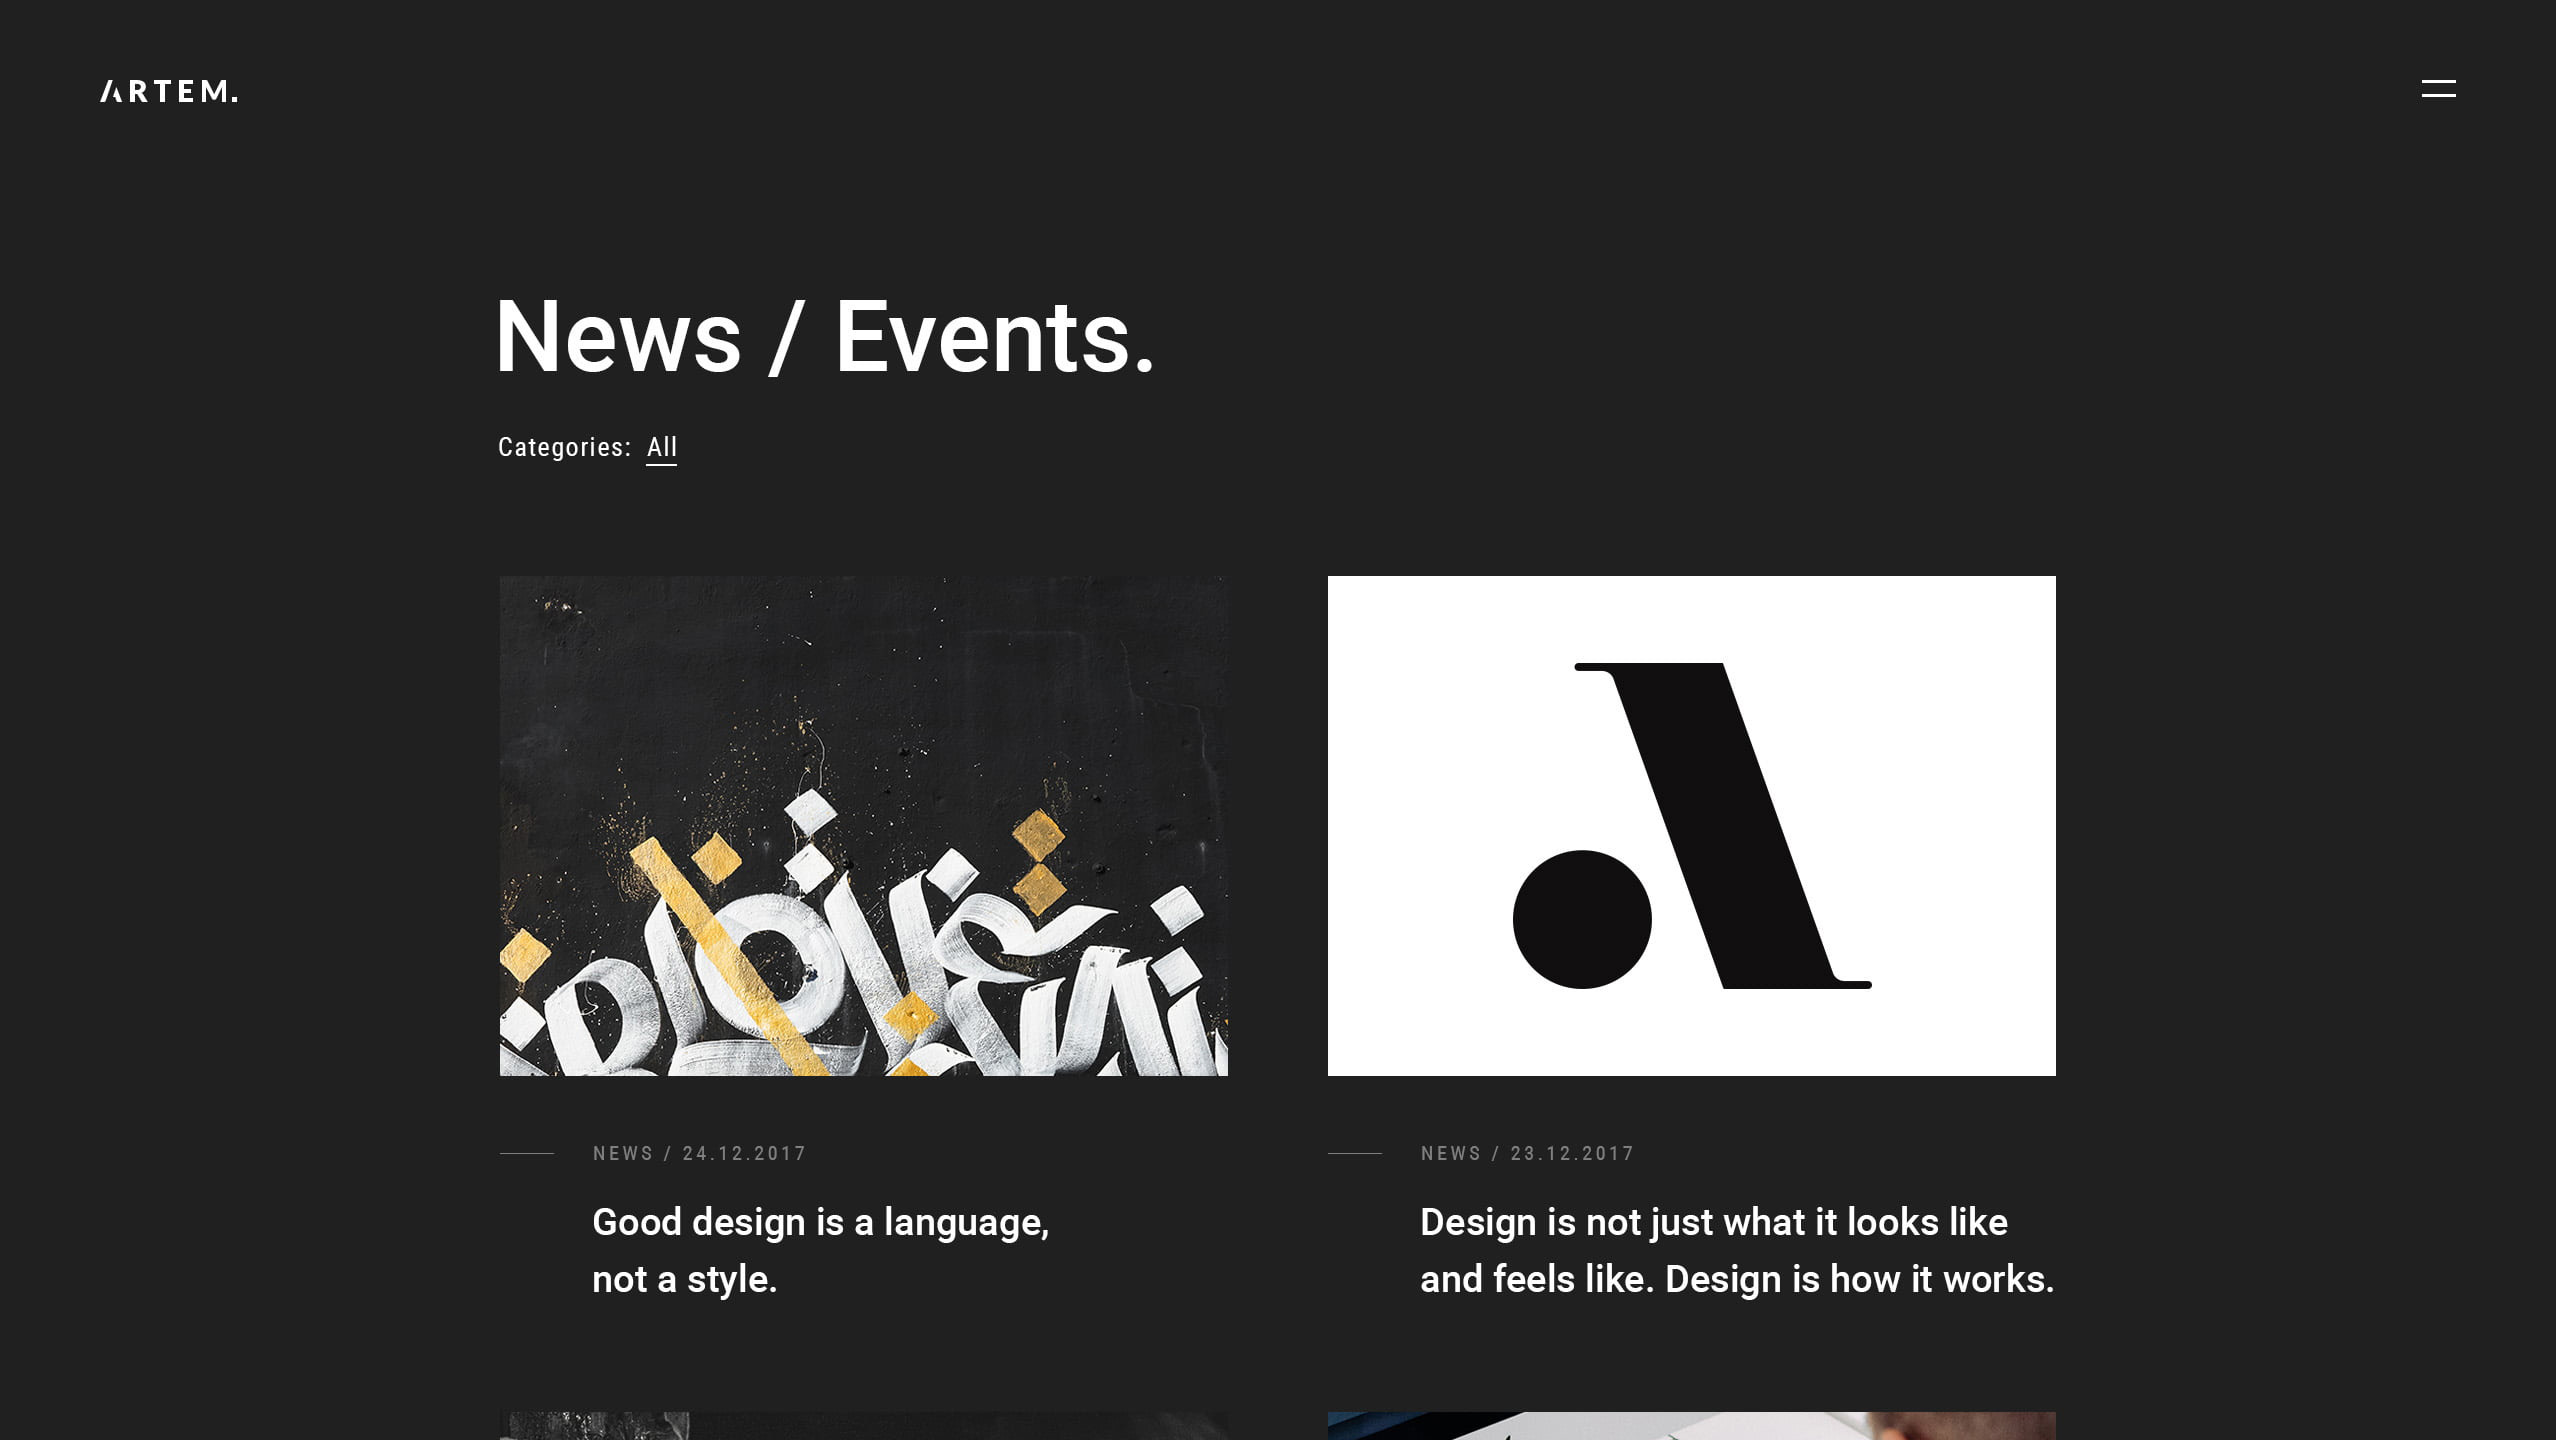 ARTEM.
News / Events.
Categories: All
NEWS / 24.12.2017
Good design is a language,
not a style.
NEWS / 23.12.2017
Design is not just what it looks like
and feels like. Design is how it works.